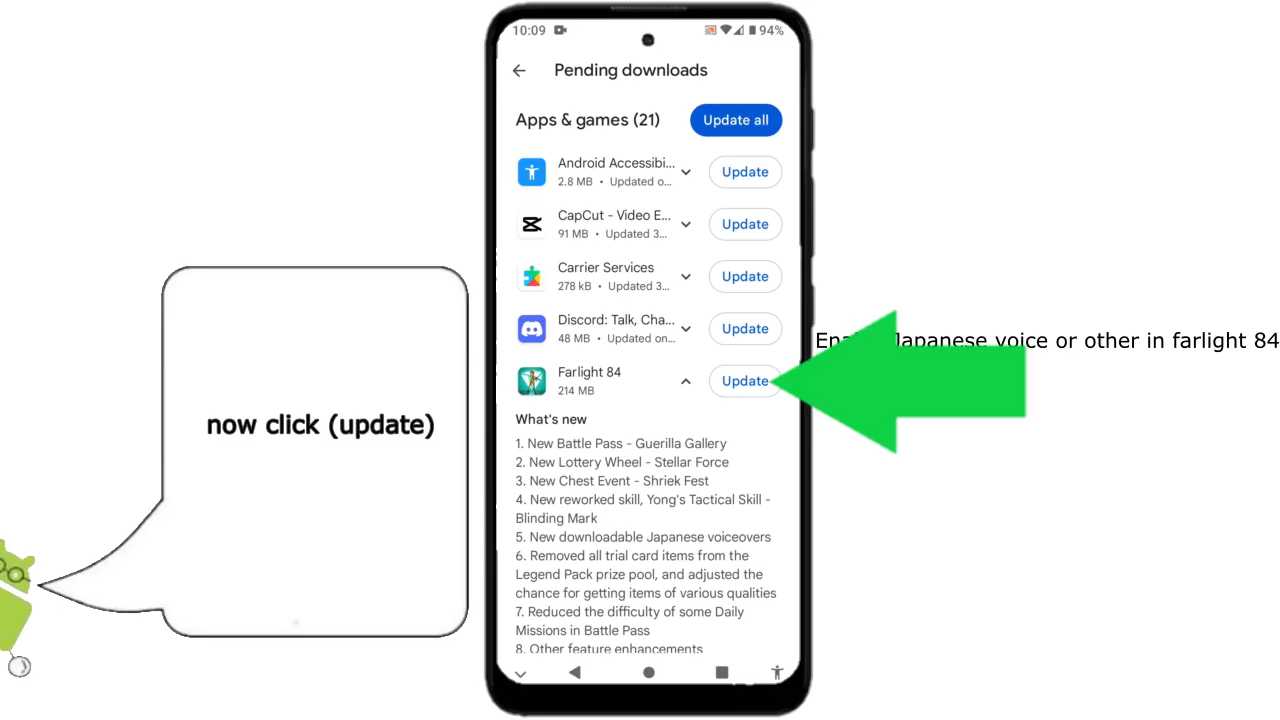 10:09
94%
Pending downloads
Apps & games (21)
Update all
Android Accessibi...
2.8 MB • Updated o...
Update
CapCut - Video E...
91 MB • Updated 3...
Update
Carrier Services
278 kB • Updated 3...
Update
Discord: Talk, Cha...
48 MB • Updated on...
Update
Farlight 84
214 MB
Update
What's new
1. New Battle Pass - Guerilla Gallery
2. New Lottery Wheel - Stellar Force
3. New Chest Event - Shriek Fest
4. New reworked skill, Yong's Tactical Skill -
Blinding Mark
5. New downloadable Japanese voiceovers
6. Removed all trial card items from the
Legend Pack prize pool, and adjusted the
chance for getting items of various qualities
7. Reduced the difficulty of some Daily
Missions in Battle Pass
8. Other feature enhancements
now click (update)
Japanese voice or other in farlight 84